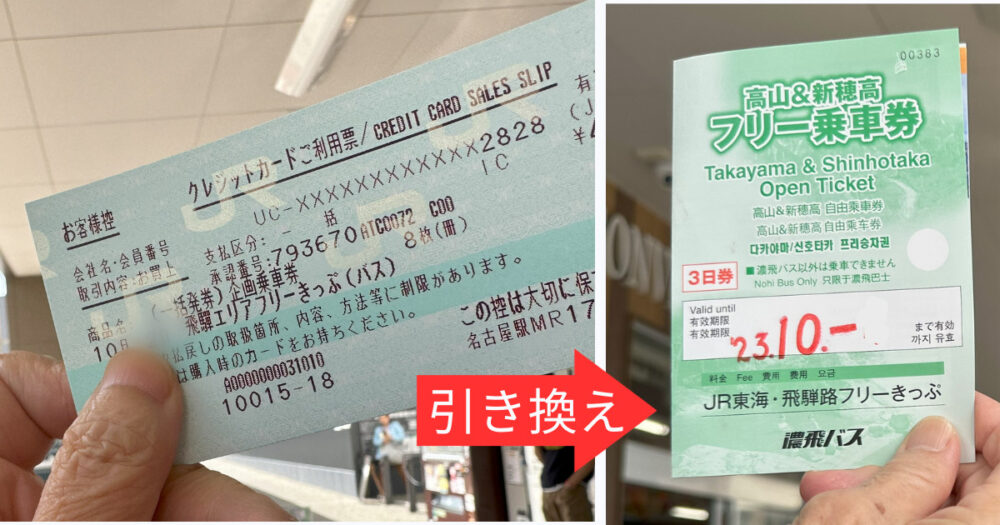 クレジットカードご利用票/CREDIT CARD SALES SLIP
お客様控
会社名・会員番号 UC-XXXXXXXXXXXX2828
取引内容:お買上 支払区分:一括 IC
承認番号:793670 ATC0072 C00
(一括発券)企画乗車券 8枚(冊)
飛騨エリアフリーきっぷ(バス)
払戻しの取扱箇所、内容、方法等に制限があります。
は購入時のカードをお持ちください。
この控は大切に保
A0000000031010
名古屋駅MR17
10015-18
引き換え
00383
高山&新穂高
フリー乗車券
Takayama & Shinhotaka
Open Ticket
高山&新穂高 自由乘車券
高山&新穗高 自由乘车券
다카야마/신호타카 프리승차권
3日券
■濃飛バス以外は乗車できません
Nohi Bus Only 只限于濃飛巴士
Valid until
有効期限
有效期限
'23.10.-
まで有効
까지 유효
料金 Fee 費用 费用 요금
JR東海・飛騨路フリーきっぷ
濃飛バス